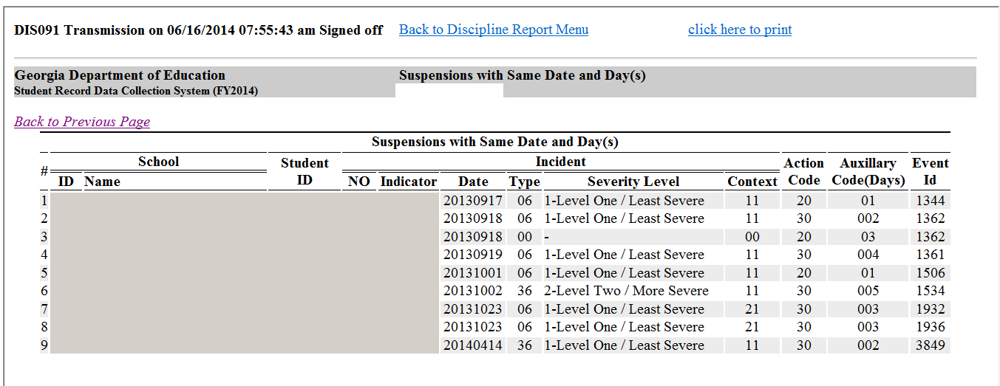 DIS091 Transmission on 06/16/2014 07:55:43 am Signed off Back to Discipline Report Menu click here to print
Georgia Department of Education Suspensions with Same Date and Day(s)
Student Record Data Collection System (FY2014)
Back to Previous Page
Suspensions with Same Date and Day(s)
# School Student ID Incident Action Code Auxillary Code(Days) Event Id
ID Name NO Indicator Date Type Severity Level Context
1 20130917 06 1-Level One / Least Severe 11 20 01 1344
2 20130918 06 1-Level One / Least Severe 11 30 002 1362
3 20130918 00 - 00 20 03 1362
4 20130919 06 1-Level One / Least Severe 11 30 004 1361
5 20131001 06 1-Level One / Least Severe 11 20 01 1506
6 20131002 36 2-Level Two / More Severe 11 30 005 1534
7 20131023 06 1-Level One / Least Severe 21 30 003 1932
8 20131023 06 1-Level One / Least Severe 21 30 003 1936
9 20140414 36 1-Level One / Least Severe 11 30 002 3849